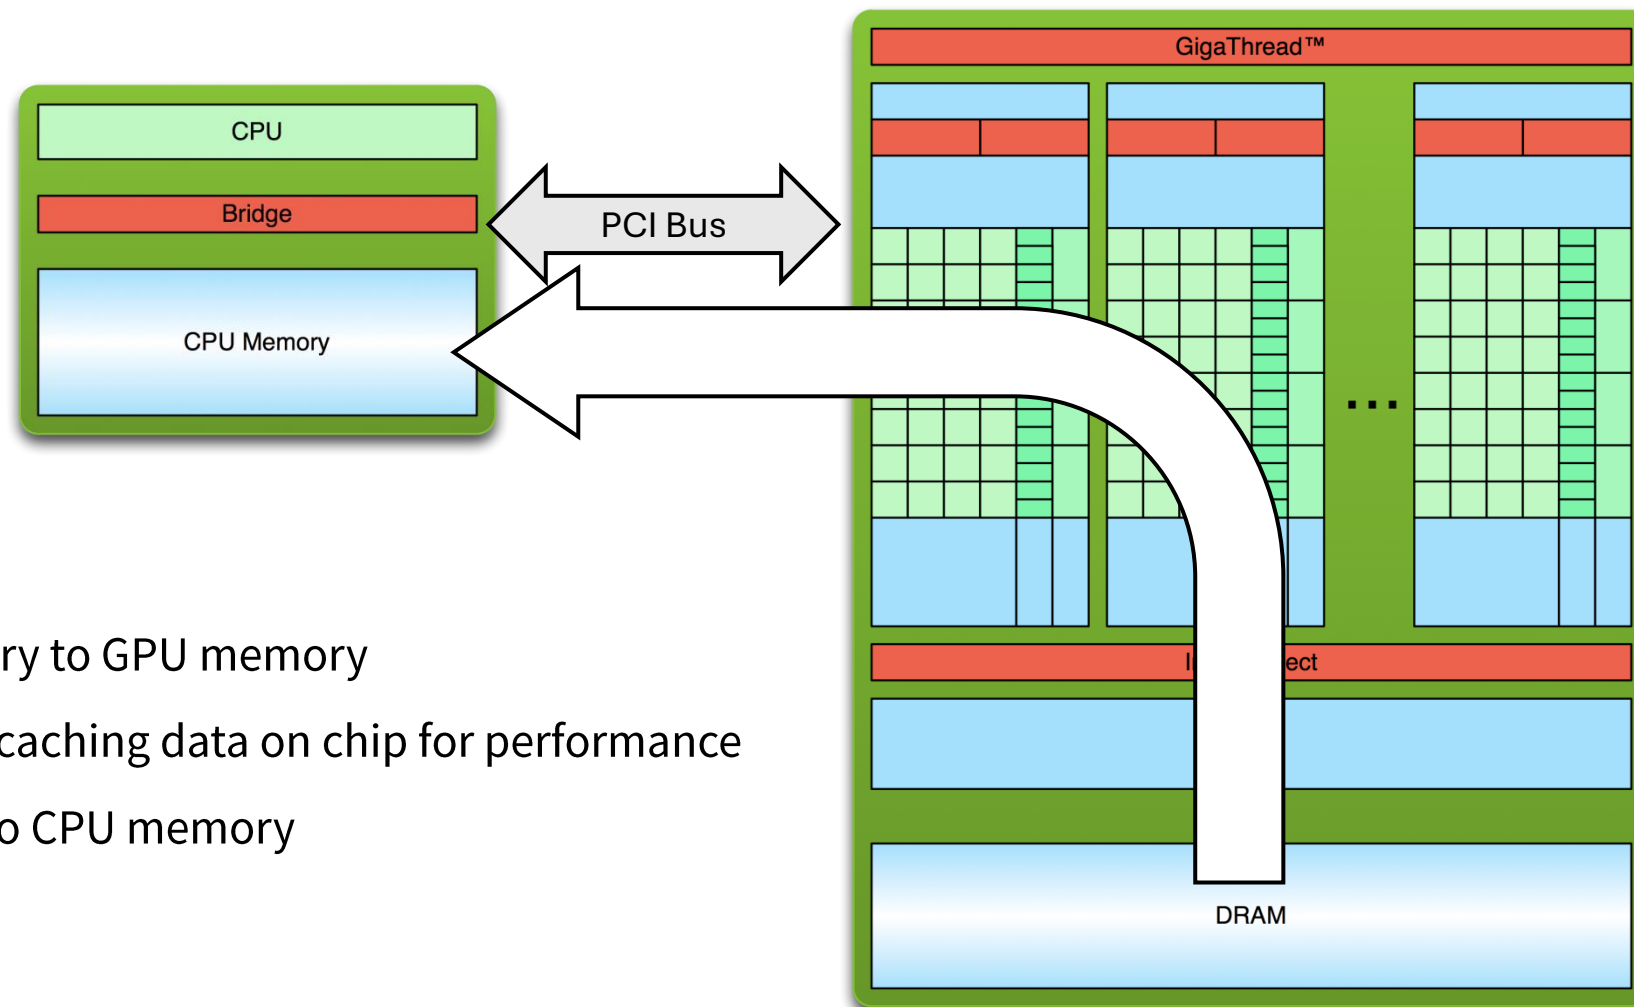 GigaThread™
CPU
Bridge
PCI Bus
CPU Memory
...
ry to GPU memory
caching data on chip for performance
o CPU memory
ect
DRAM